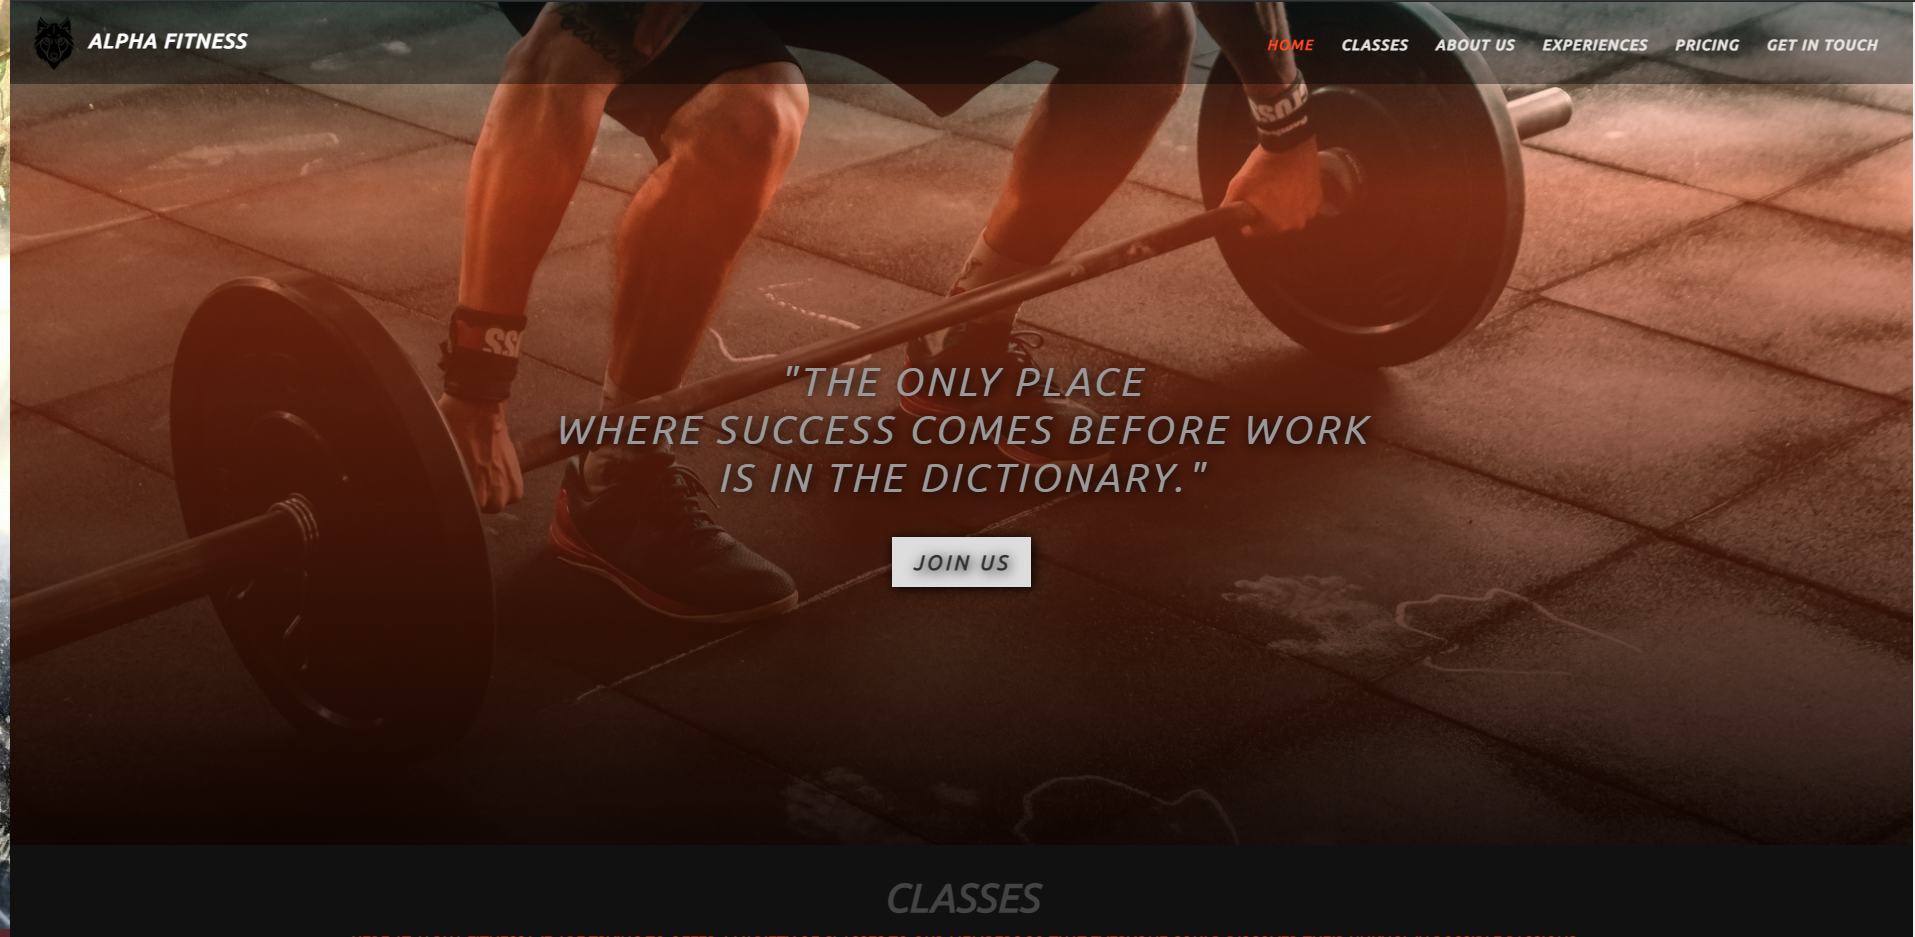 ALPHA FITNESS
HOME CLASSES ABOUT US EXPERIENCES PRICING GET IN TOUCH
"THE ONLY PLACE
WHERE SUCCESS COMES BEFORE WORK
IS IN THE DICTIONARY."
JOIN US
CLASSES